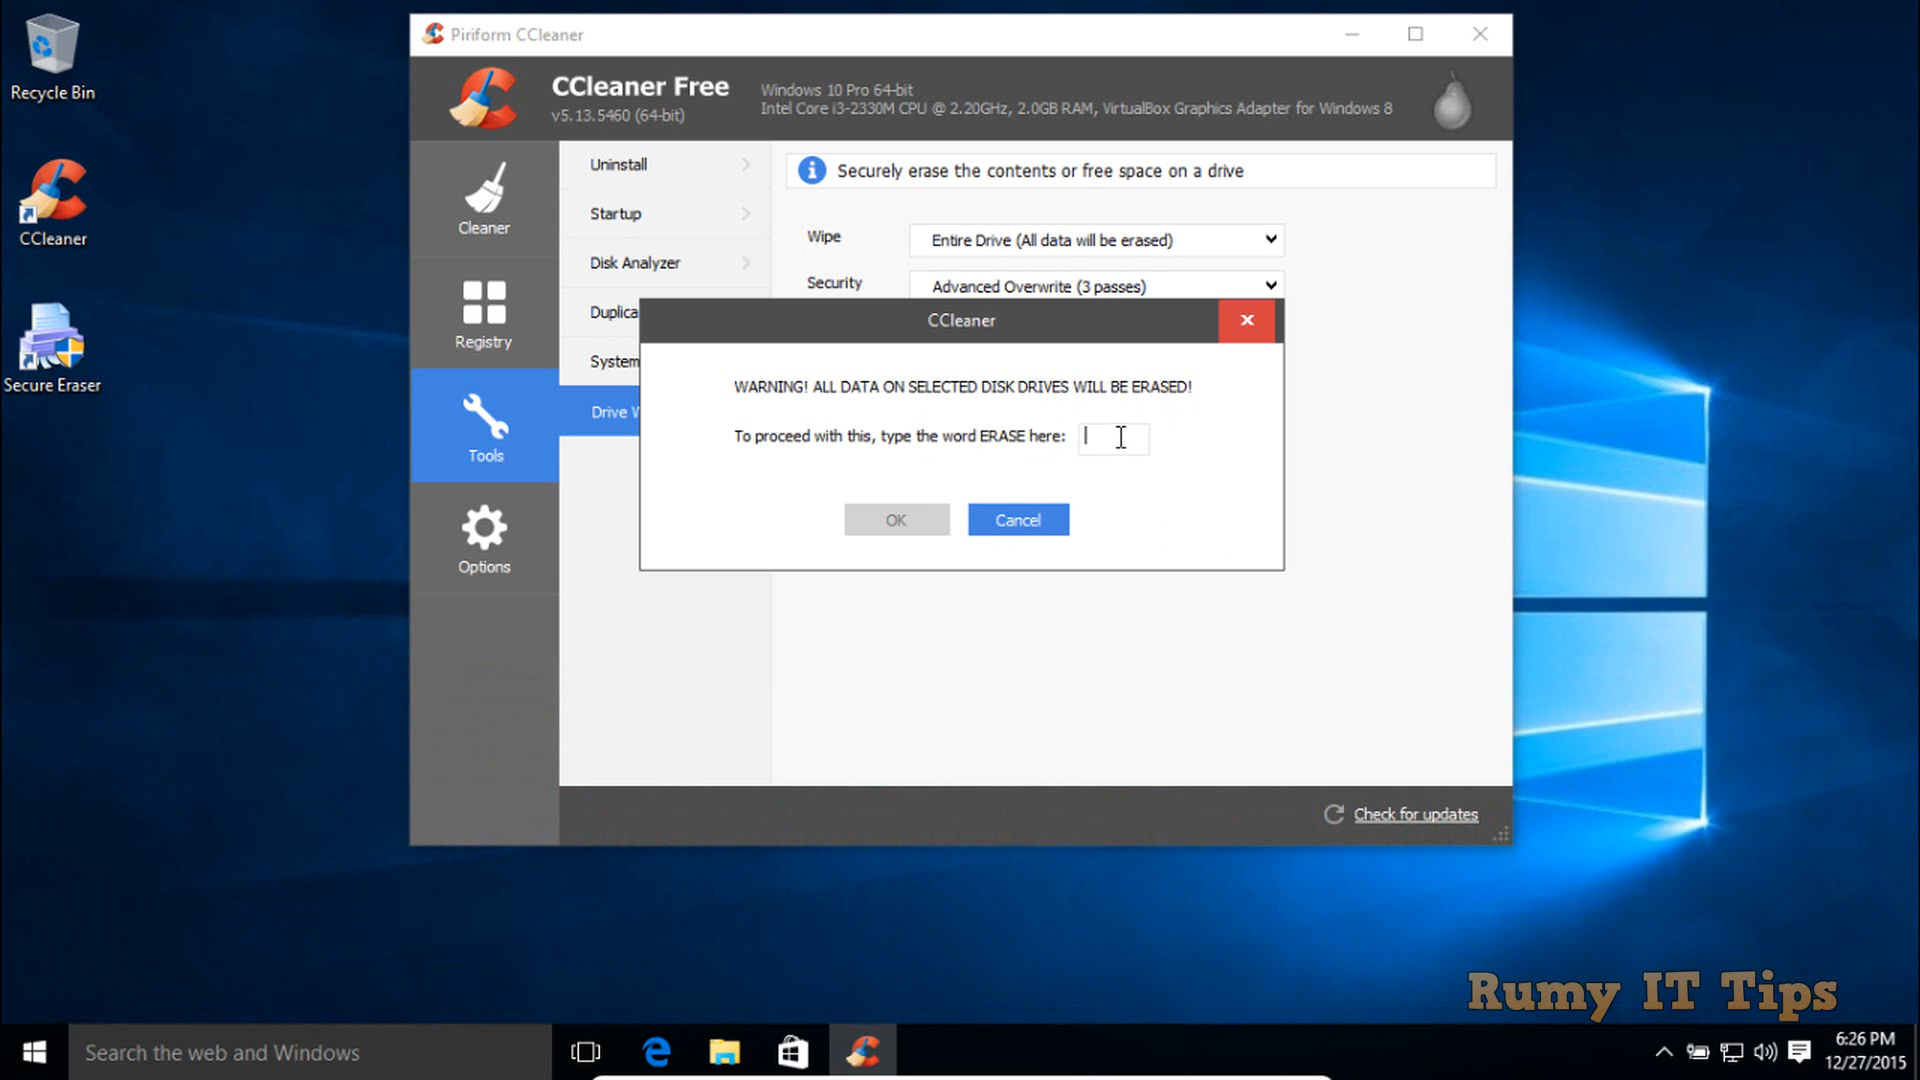 Recycle Bin
CCleaner
Secure Eraser
Piriform CCleaner
CCleaner Free
v5.13.5460 (64-bit)
Windows 10 Pro 64-bit
Intel Core i3-2330M CPU @ 2.20GHz, 2.0GB RAM, VirtualBox Graphics Adapter for Windows 8
Cleaner
Registry
Tools
Options
Uninstall
Startup
Disk Analyzer
Duplica
System
Drive W
Securely erase the contents or free space on a drive
Wipe
Entire Drive (All data will be erased)
Security
Advanced Overwrite (3 passes)
CCleaner
WARNING! ALL DATA ON SELECTED DISK DRIVES WILL BE ERASED!
To proceed with this, type the word ERASE here:
OK
Cancel
Check for updates
Rumy IT Tips
Search the web and Windows
6:26 PM
12/27/2015